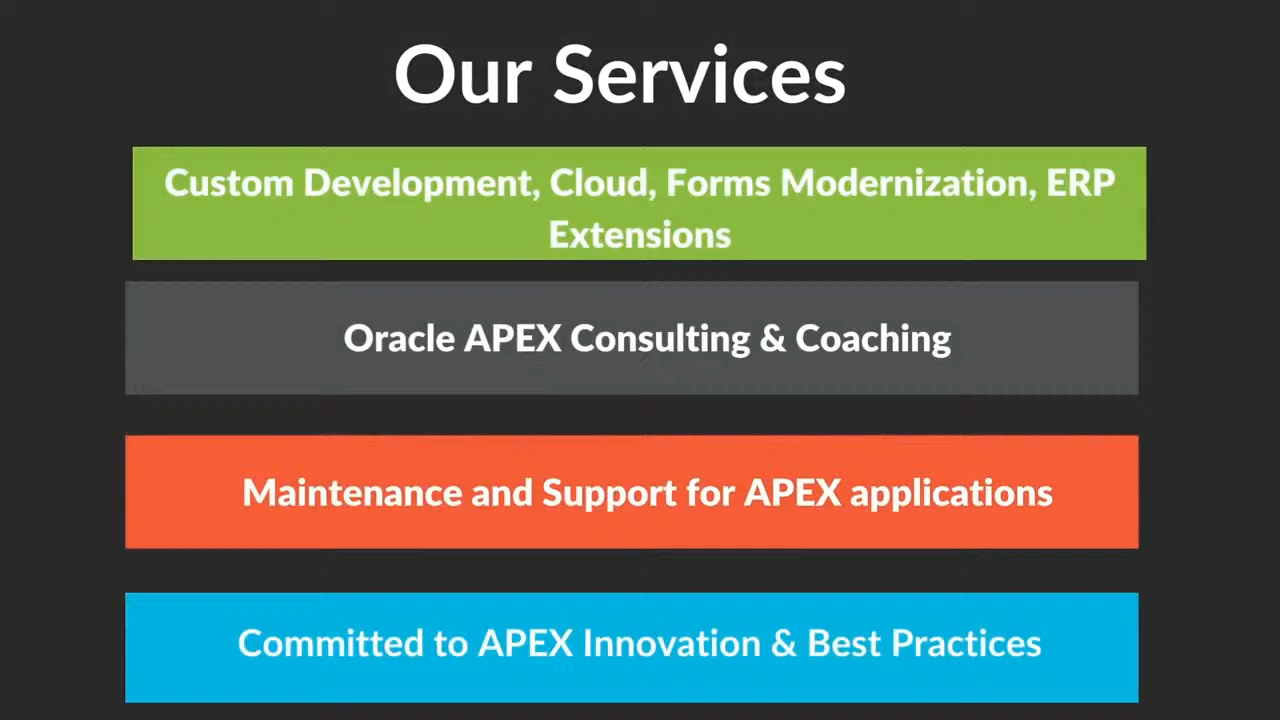 Our Services
Custom Development, Cloud, Forms Modernization, ERP
Extensions
Oracle APEX Consulting & Coaching
Maintenance and Support for APEX applications
Committed to APEX Innovation & Best Practices